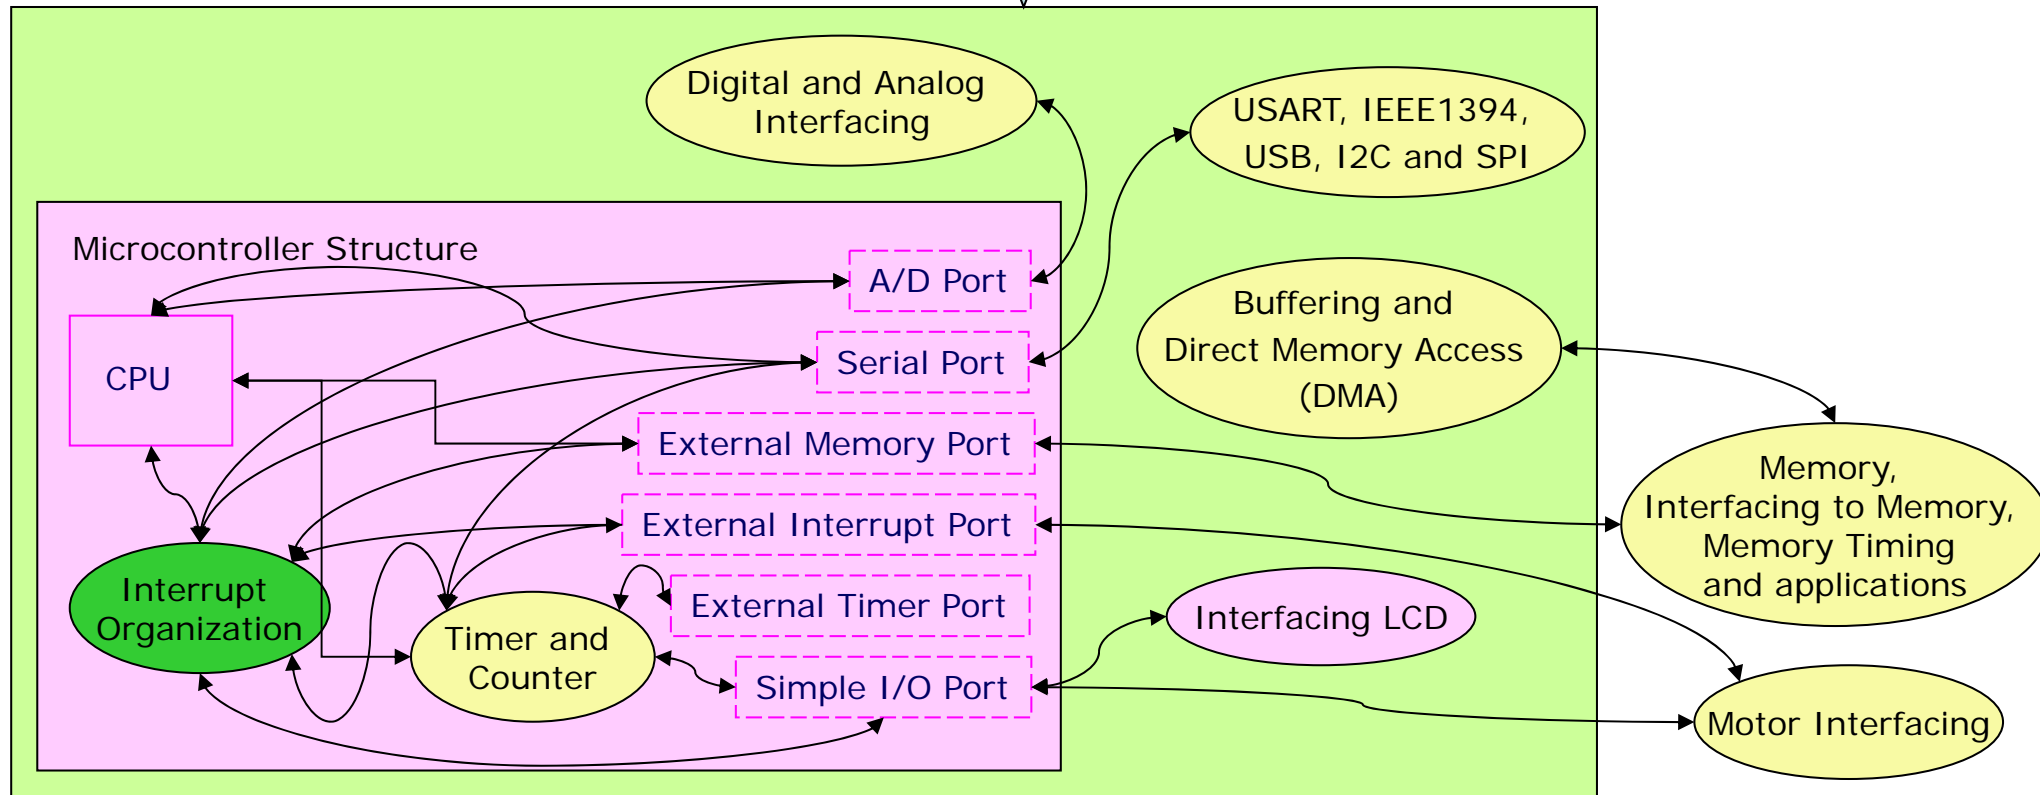 Digital and Analog
Interfacing
USART, IEEE1394,
USB, I2C and SPI
Microcontroller Structure
A/D Port
Buffering and
Direct Memory Access
(DMA)
Serial Port
CPU
External Memory Port
Memory,
Interfacing to Memory,
Memory Timing
and applications
External Interrupt Port
Interrupt
Organization
External Timer Port
Interfacing LCD
Timer and
Counter
Simple I/O Port
Motor Interfacing